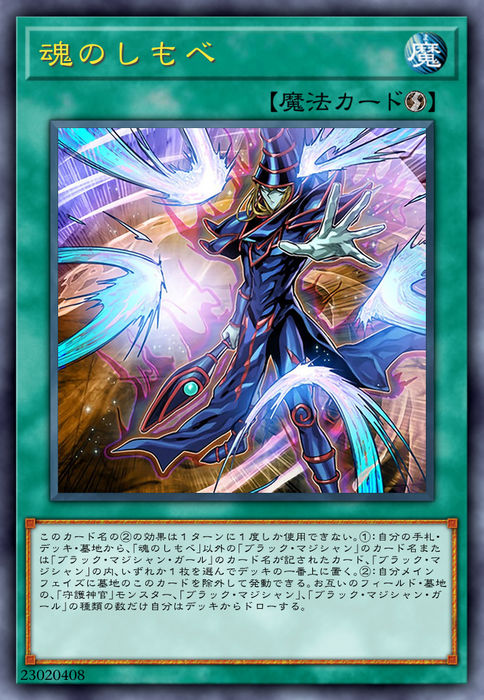 魂のしもべ
魔
【魔法カード】
このカード名の②の効果は1ターンに1度しか使用できない。①:自分の手札・
デッキ・墓地から、「魂のしもべ」以外の「ブラック・マジシャン」のカード名また
は「ブラック・マジシャン・ガール」のカード名が記されたカード、「ブラック・マ
ジシャン」の内、いずれか1枚を選んでデッキの一番上に置く。②:自分メイン
フェイズに墓地のこのカードを除外して発動できる。お互いのフィールド・墓地
の、「守護神官」モンスター、「ブラック・マジシャン」、「ブラック・マジシャン・ガ
ール」の種類の数だけ自分はデッキからドローする。
23020408